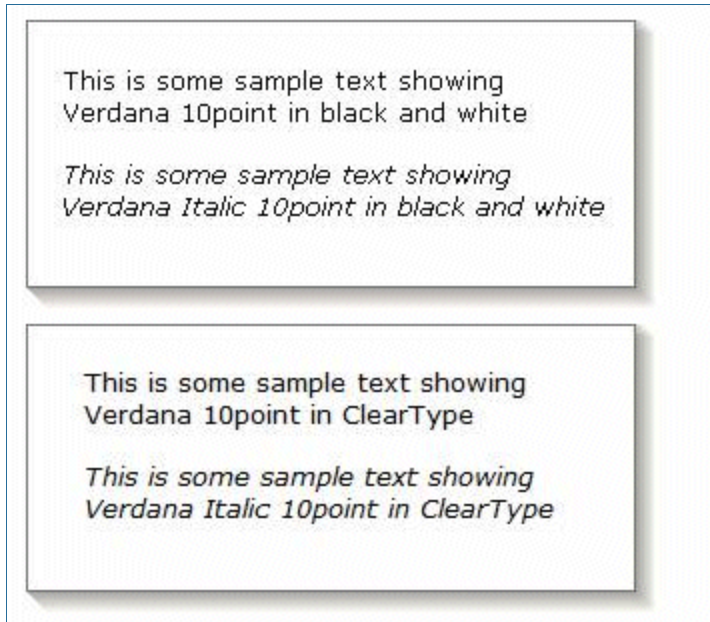 This is some sample text showing
Verdana 10point in black and white
This is some sample text showing
Verdana Italic 10point in black and white
This is some sample text showing
Verdana 10point in ClearType
This is some sample text showing
Verdana Italic 10point in ClearType